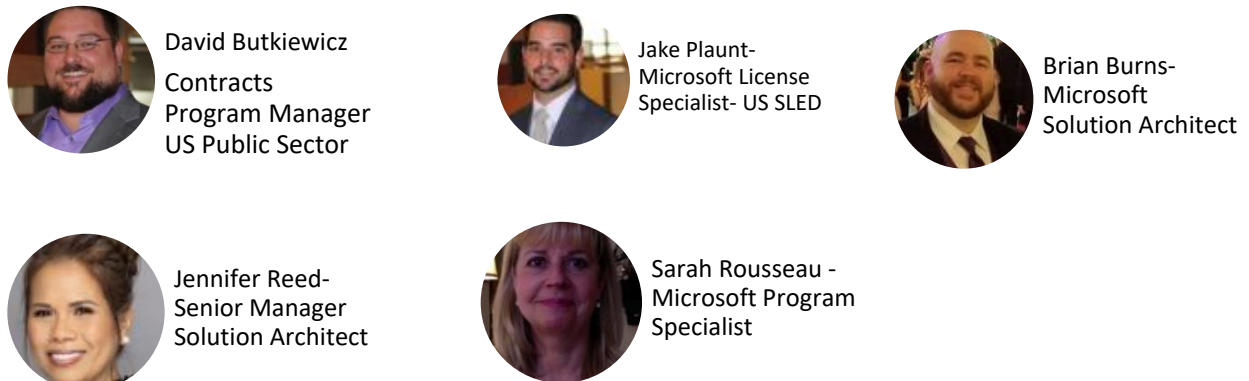 David Butkiewicz
Contracts
Program Manager
US Public Sector
Jake Plaunt-
Microsoft License
Specialist- US SLED
Brian Burns-
Microsoft
Solution Architect
Jennifer Reed-
Senior Manager
Solution Architect
Sarah Rousseau -
Microsoft Program
Specialist